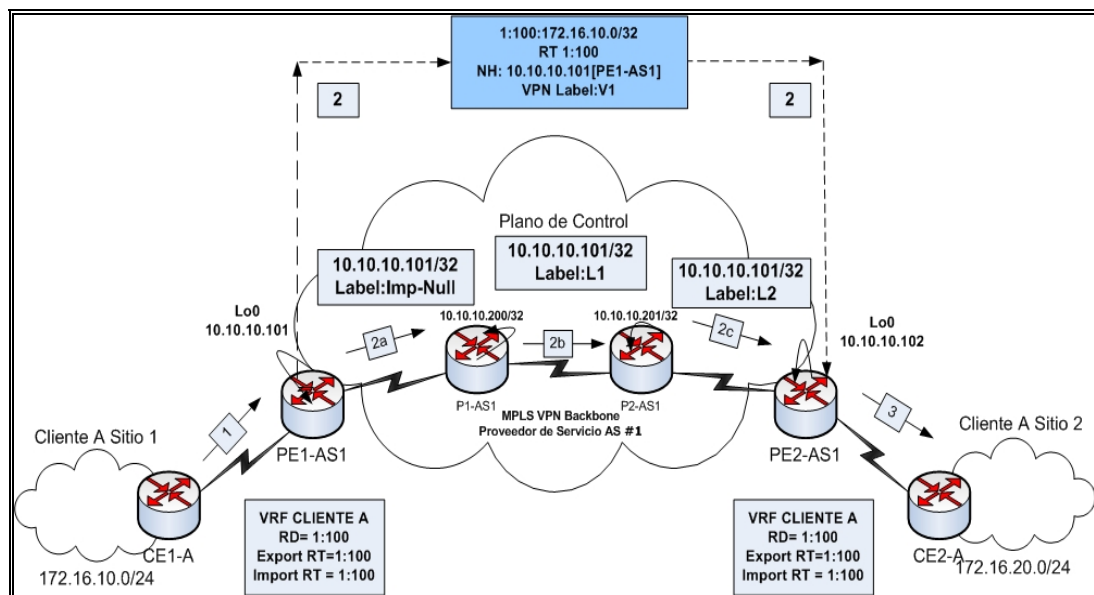 1:100:172.16.10.0/32
RT 1:100
NH: 10.10.10.101[PE1-AS1]
VPN Label:V1
2
2
Plano de Control
10.10.10.101/32
Label:Imp-Null
10.10.10.101/32
Label:L1
10.10.10.101/32
Label:L2
Lo0
10.10.10.101
2a
10.10.10.200/32
2b
10.10.10.201/32
2c
Lo0
10.10.10.102
P1-AS1
P2-AS1
MPLS VPN Backbone
Proveedor de Servicio AS #1
1
3
Cliente A Sitio 1
PE1-AS1
PE2-AS1
Cliente A Sitio 2
CE1-A
172.16.10.0/24
VRF CLIENTE A
RD= 1:100
Export RT=1:100
Import RT = 1:100
VRF CLIENTE A
RD= 1:100
Export RT=1:100
Import RT = 1:100
CE2-A
172.16.20.0/24